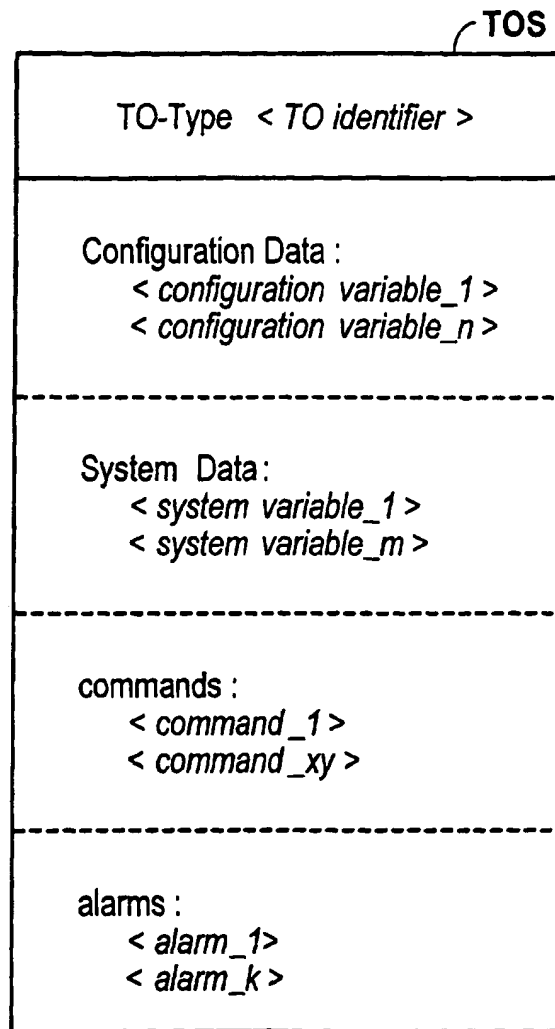 TOS
TO-Type < TO identifier >
Configuration Data :
< configuration variable_1 >
< configuration variable_n >
System Data :
< system variable_1 >
< system variable_m >
commands :
< command_1 >
< command_xy >
alarms :
< alarm_1>
< alarm_k >